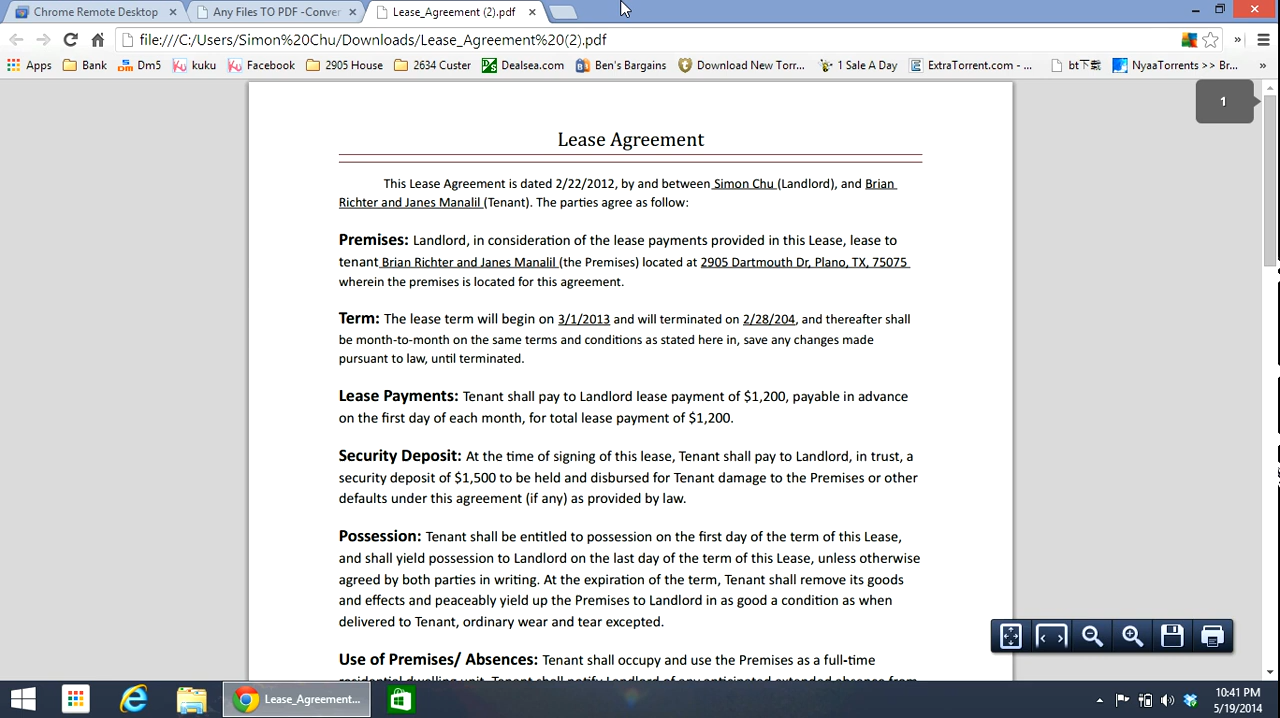 Chrome Remote Desktop
Any Files TO PDF -Conver
Lease_Agreement (2).pdf
file:///C:/Users/Simon%20Chu/Downloads/Lease_Agreement%20(2).pdf
Apps Bank Dm5 kuku Facebook 2905 House 2634 Custer Dealsea.com Ben's Bargains Download New Torr... 1 Sale A Day ExtraTorrent.com - ... bt下載 NyaaTorrents >> Br... »
1
Lease Agreement
This Lease Agreement is dated 2/22/2012, by and between Simon Chu (Landlord), and Brian
Richter and Janes Manalil (Tenant). The parties agree as follow:
Premises: Landlord, in consideration of the lease payments provided in this Lease, lease to
tenant Brian Richter and Janes Manalil (the Premises) located at 2905 Dartmouth Dr, Plano, TX, 75075
wherein the premises is located for this agreement.
Term: The lease term will begin on 3/1/2013 and will terminated on 2/28/204, and thereafter shall
be month-to-month on the same terms and conditions as stated here in, save any changes made
pursuant to law, until terminated.
Lease Payments: Tenant shall pay to Landlord lease payment of $1,200, payable in advance
on the first day of each month, for total lease payment of $1,200.
Security Deposit: At the time of signing of this lease, Tenant shall pay to Landlord, in trust, a
security deposit of $1,500 to be held and disbursed for Tenant damage to the Premises or other
defaults under this agreement (if any) as provided by law.
Possession: Tenant shall be entitled to possession on the first day of the term of this Lease,
and shall yield possession to Landlord on the last day of the term of this Lease, unless otherwise
agreed by both parties in writing. At the expiration of the term, Tenant shall remove its goods
and effects and peaceably yield up the Premises to Landlord in as good a condition as when
delivered to Tenant, ordinary wear and tear excepted.
Use of Premises/ Absences: Tenant shall occupy and use the Premises as a full-time
residential dwelling unit. Tenant shall notify Landlord of any anticipated extended absence from
Lease_Agreement...
10:41 PM
5/19/2014